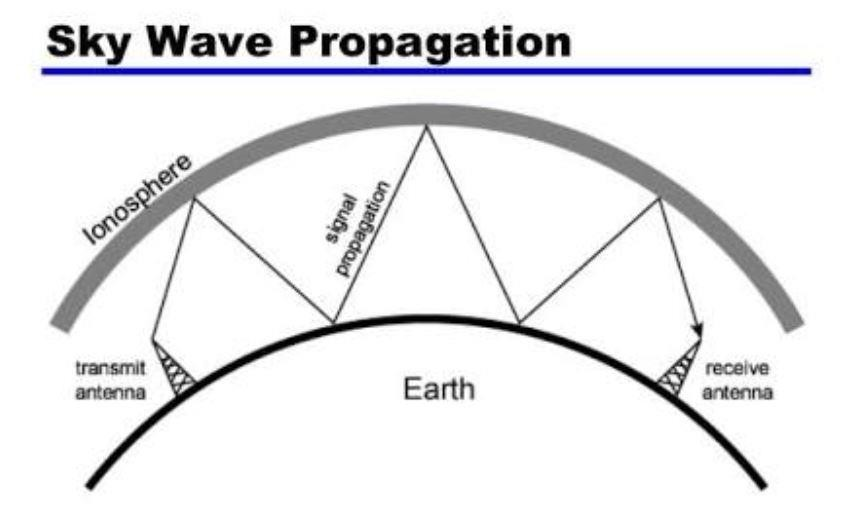 Sky Wave Propagation
Ionosphere
signal
propagation
transmit
antenna
Earth
receive
antenna